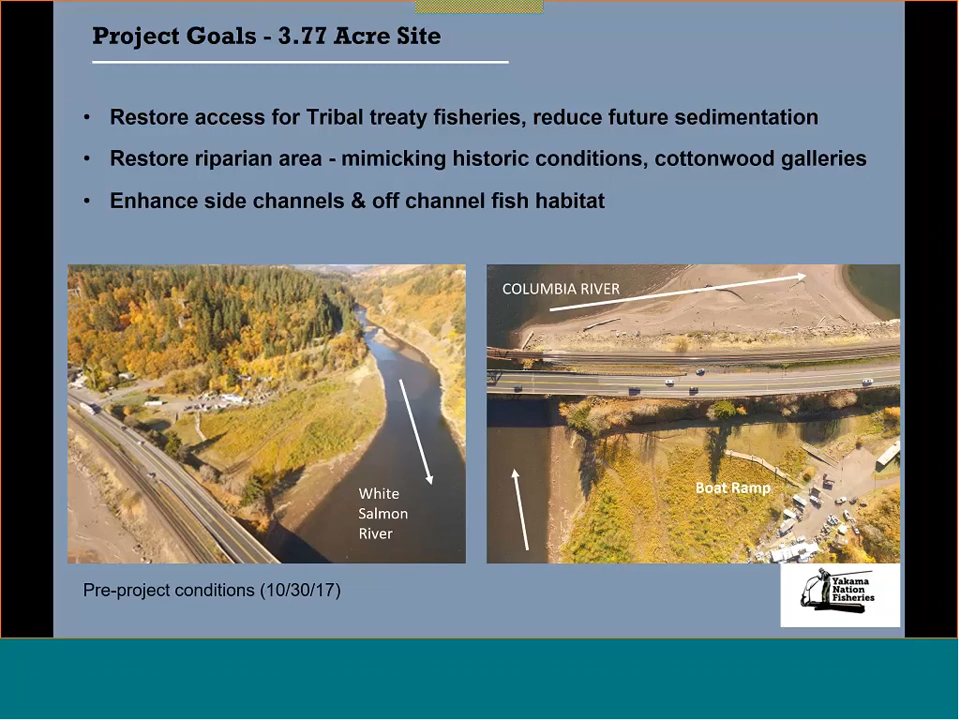 Project Goals - 3.77 Acre Site
• Restore access for Tribal treaty fisheries, reduce future sedimentation
• Restore riparian area - mimicking historic conditions, cottonwood galleries
• Enhance side channels & off channel fish habitat
White
Salmon
River
COLUMBIA RIVER
Boat Ramp
Pre-project conditions (10/30/17)
Yakama
Nation
Fisheries